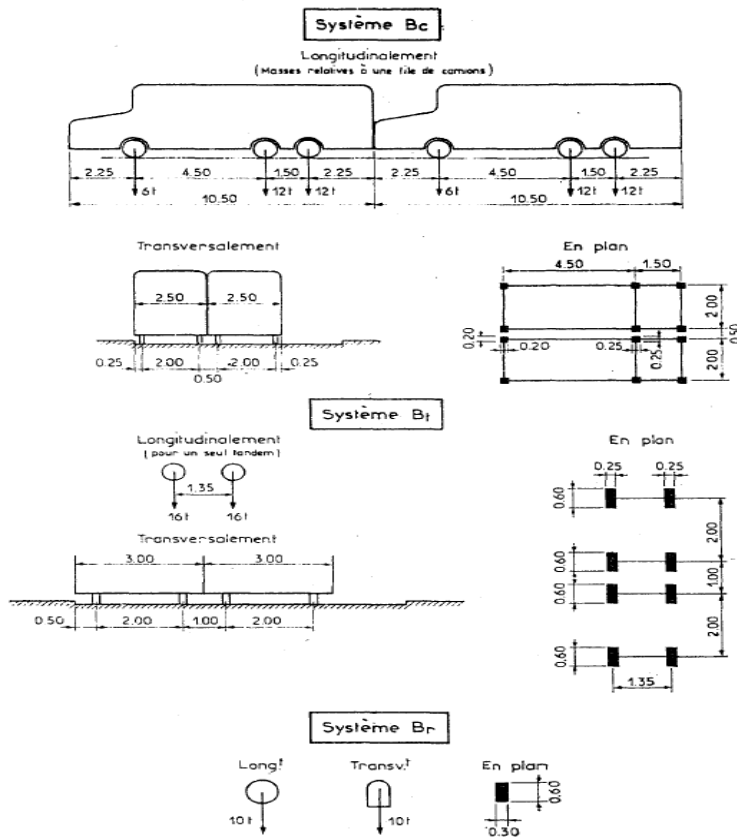 Système Bc
Longitudinalement
(Masses relatives à une file de camions)
2.25 4.50 1.50 2.25 2.25 4.50 1.50 2.25
6t 12t 12t 6t 12t 12t
10.50 10.50
Transversalement
2.50 2.50
0.25 2.00 2.00 0.25
0.50
En plan
4.50 1.50
2.00
0.50
2.00
0.20
0.20 0.25
0.25
Système Bt
Longitudinalement
(pour un seul tandem)
1.35
16t 16t
Transversalement
3.00 3.00
0.50 2.00 1.00 2.00
En plan
0.25 0.25
0.60
2.00
0.60
1.00
0.60
2.00
0.60
1.35
Système Br
Longt Transv.t En plan
10t 10t
0.60
0.30